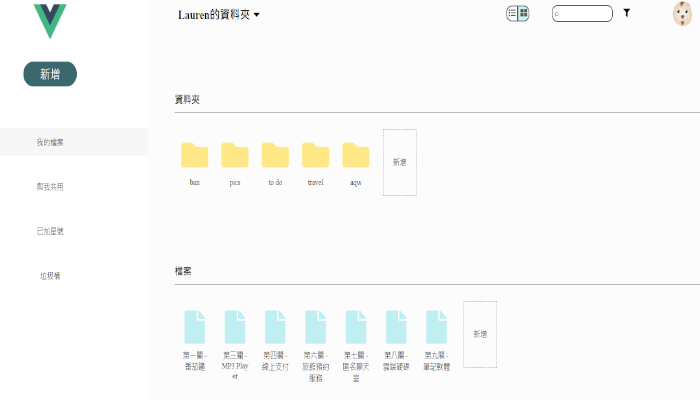 Lauren的資料夾
新增
資料夾
我的檔案
與我共用
已加星號
垃圾桶
ban
pics
to do
travel
aqw
新增
檔案
第一關 -
番茄鐘
第三關 -
MP3 Play
er
第四關 -
線上支付
第六關 -
旅館預約
服務
第七關 -
匿名聊天
室
第八關 -
雲端硬碟
第九關 -
筆記軟體
新增